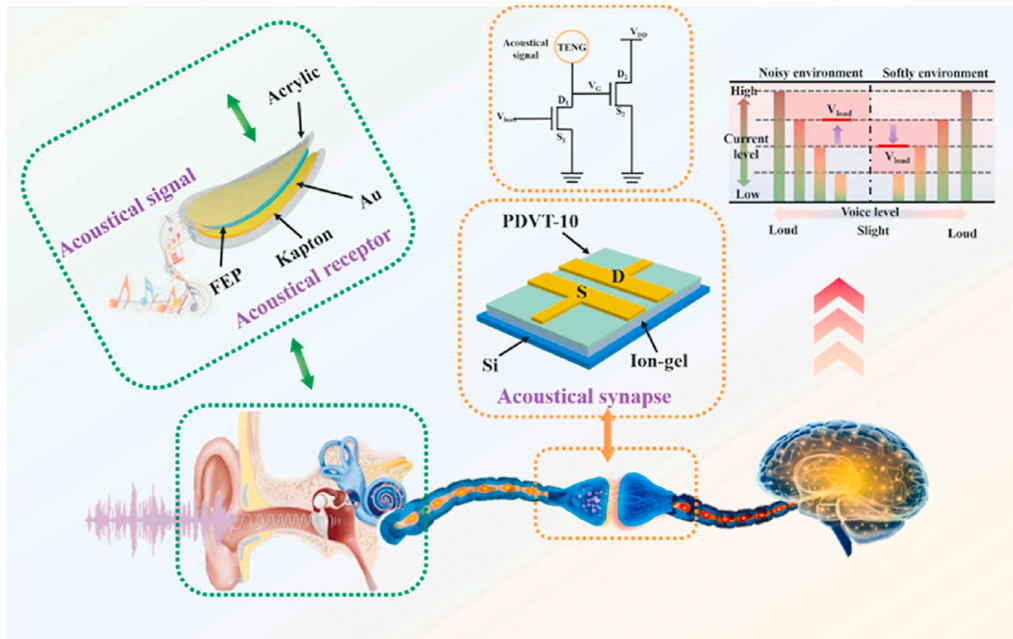 Acrylic
Acoustical signal
Au
Kapton
FEP
Acoustical receptor
Acoustical
signal
TENG
V_DD
V_G
D_2
D_1
S_2
V_load
S_1
PDVT-10
D
S
Si
Ion-gel
Acoustical synapse
Noisy environment Softly environment
High
V_load
Current
level
V_load
Low
Voice level
Loud Slight Loud